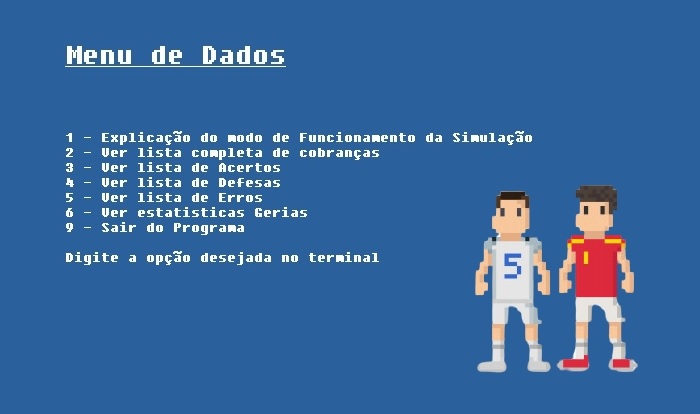 Menu de Dados
1 - Explicação do modo de Funcionamento da Simulação
2 - Ver lista completa de cobranças
3 - Ver lista de Acertos
4 - Ver lista de Defesas
5 - Ver lista de Erros
6 - Ver estatisticas Gerias
9 - Sair do Programa
Digite a opção desejada no terminal
5
1